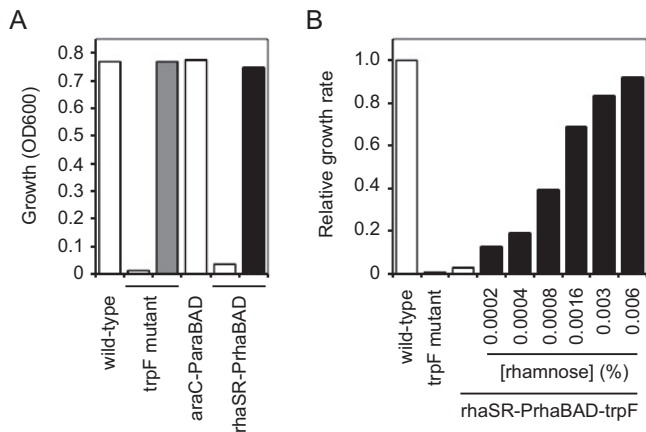 A
Growth (OD600)
0.8
0.7
0.6
0.5
0.4
0.3
0.2
0.1
0
wild-type
trpF mutant
araC-ParaBAD
rhaSR-PrhaBAD
B
Relative growth rate
1.0
0.8
0.6
0.4
0.2
0
wild-type
trpF mutant
0.0002
0.0004
0.0008
0.0016
0.003
0.006
[rhamnose] (%)
rhaSR-PrhaBAD-trpF